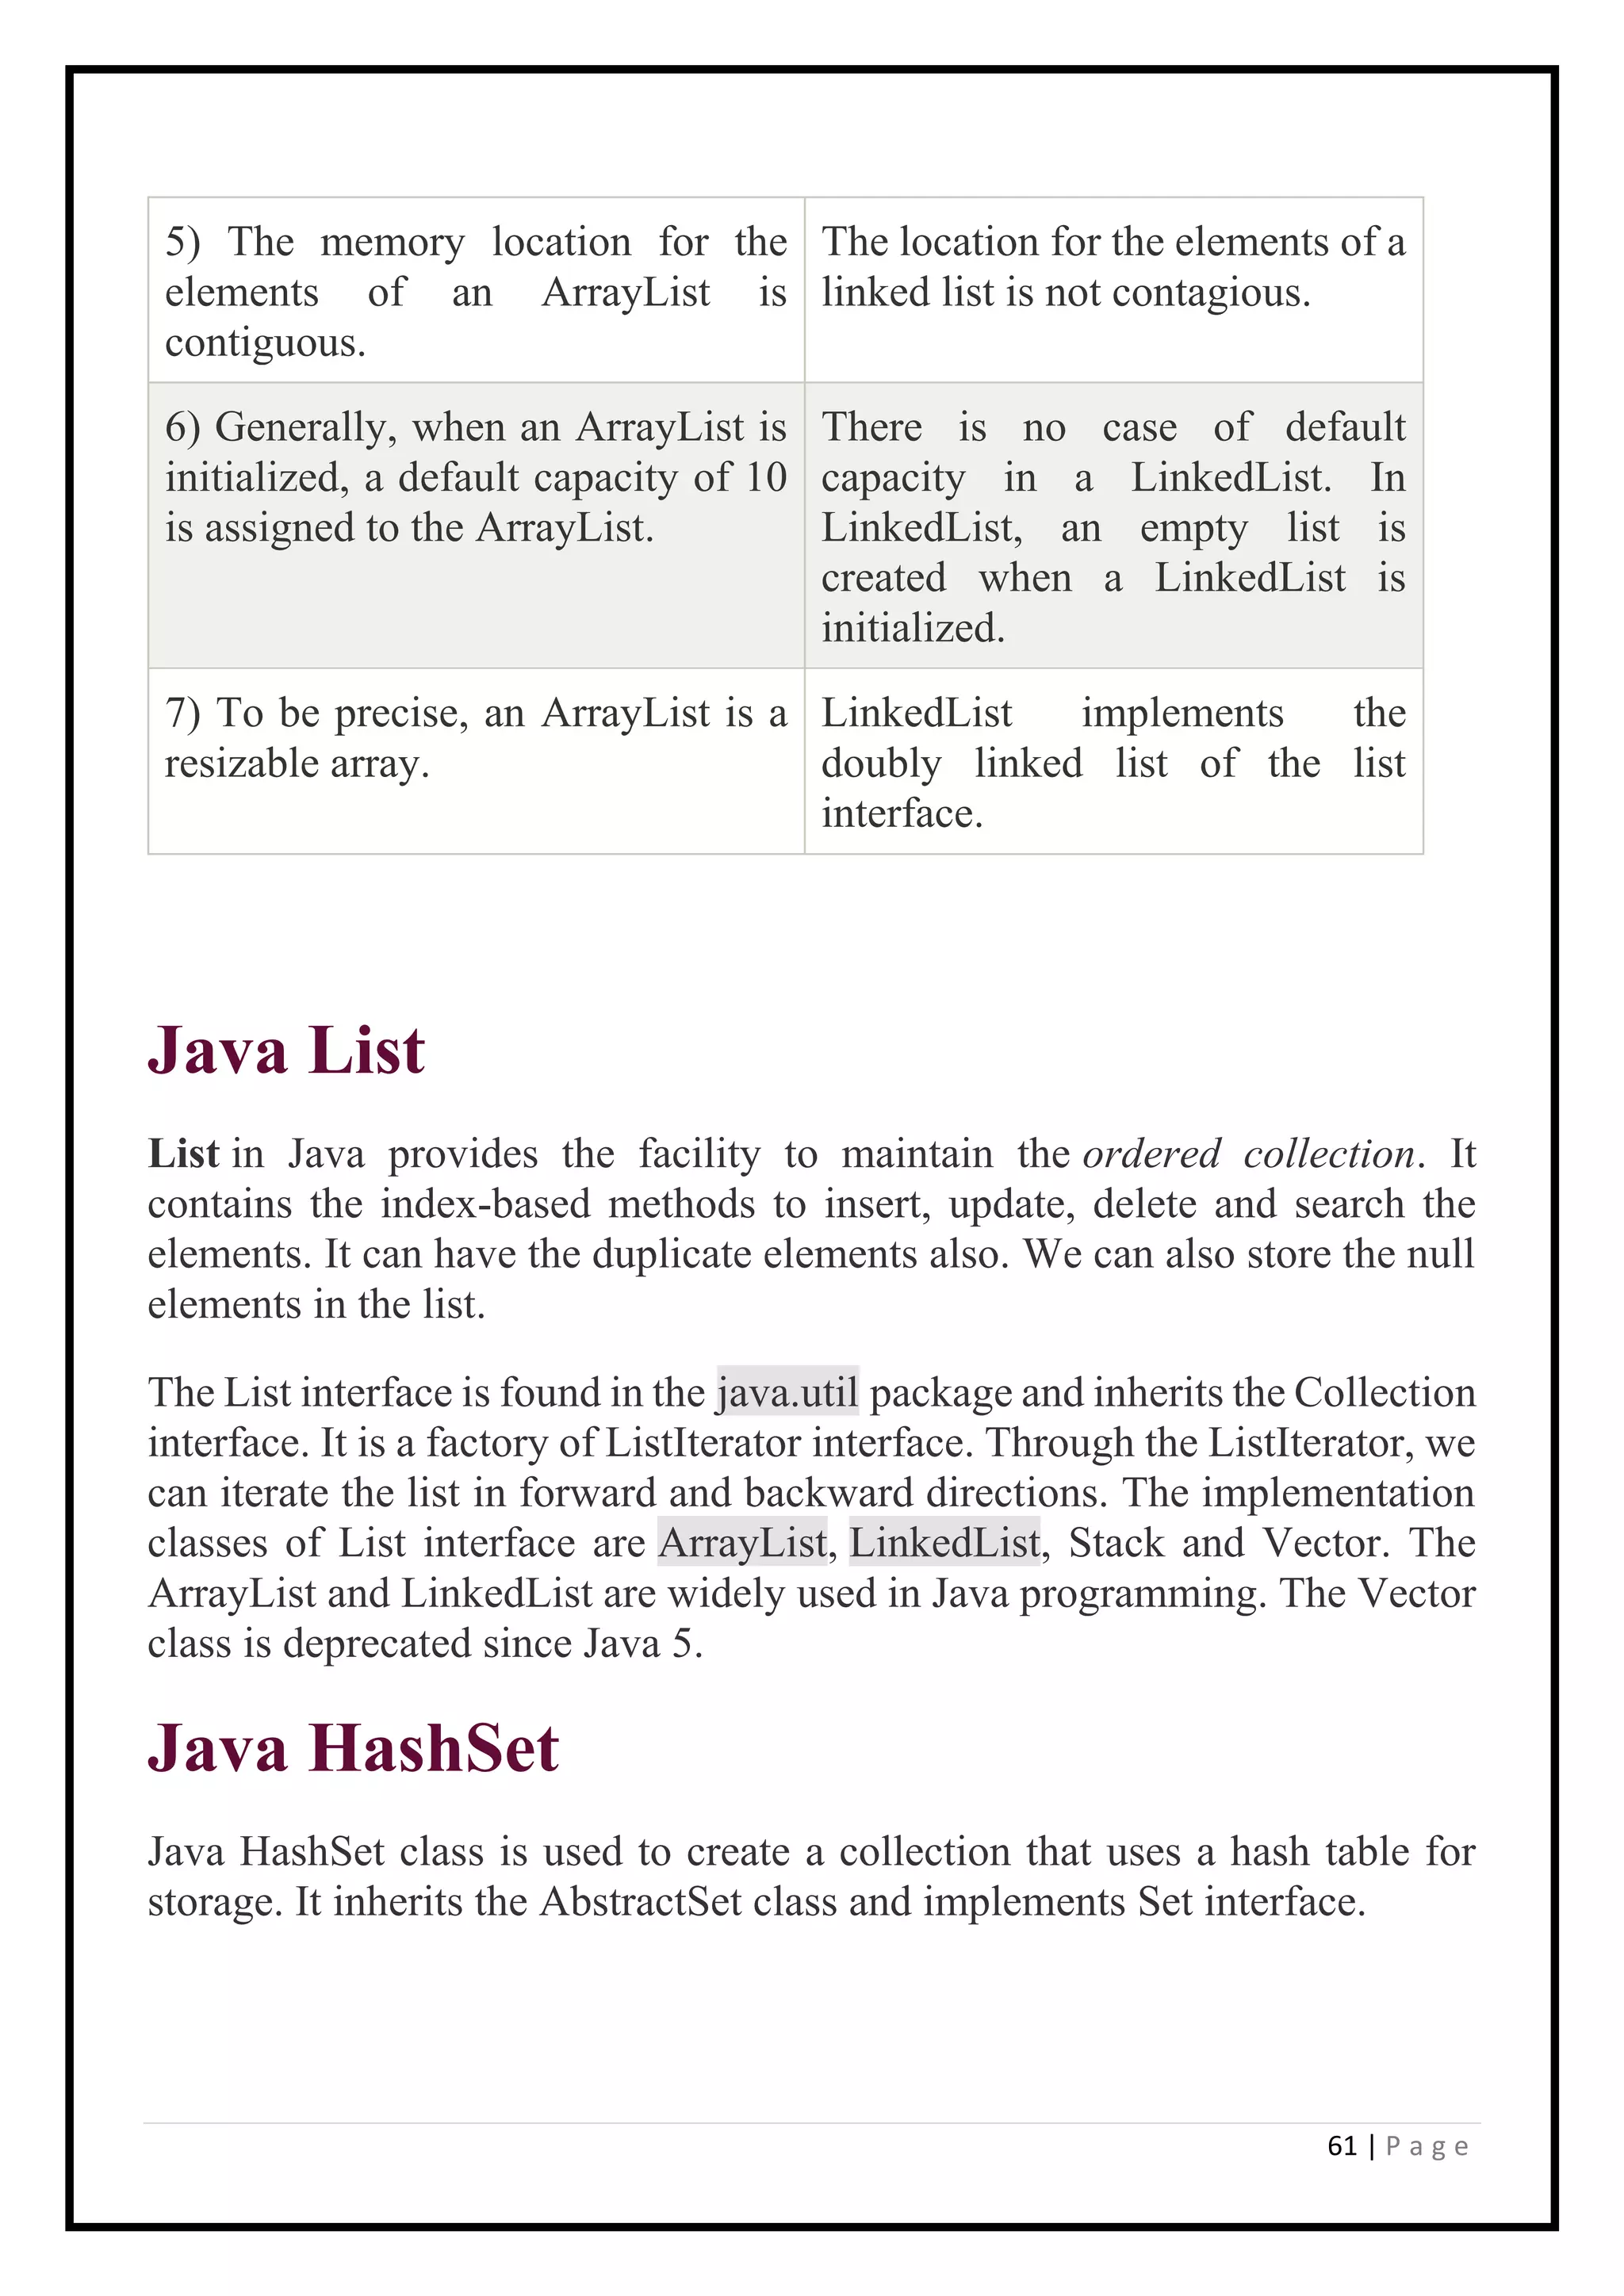 5) The memory location for the
elements of an ArrayList is
contiguous.
The location for the elements of a
linked list is not contagious.
6) Generally, when an ArrayList is
initialized, a default capacity of 10
is assigned to the ArrayList.
There is no case of default
capacity in a LinkedList. In
LinkedList, an empty list is
created when a LinkedList is
initialized.
7) To be precise, an ArrayList is a
resizable array.
LinkedList implements the
doubly linked list of the list
interface.
Java List
List in Java provides the facility to maintain the ordered collection. It
contains the index-based methods to insert, update, delete and search the
elements. It can have the duplicate elements also. We can also store the null
elements in the list.
The List interface is found in the java.util package and inherits the Collection
interface. It is a factory of ListIterator interface. Through the ListIterator, we
can iterate the list in forward and backward directions. The implementation
classes of List interface are ArrayList, LinkedList, Stack and Vector. The
ArrayList and LinkedList are widely used in Java programming. The Vector
class is deprecated since Java 5.
Java HashSet
Java HashSet class is used to create a collection that uses a hash table for
storage. It inherits the AbstractSet class and implements Set interface.
61 | P a g e